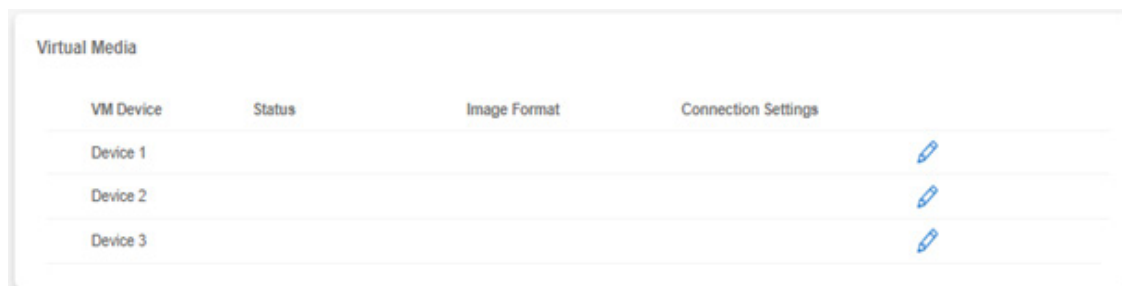 Virtual Media
VM Device Status Image Format Connection Settings
Device 1
Device 2
Device 3